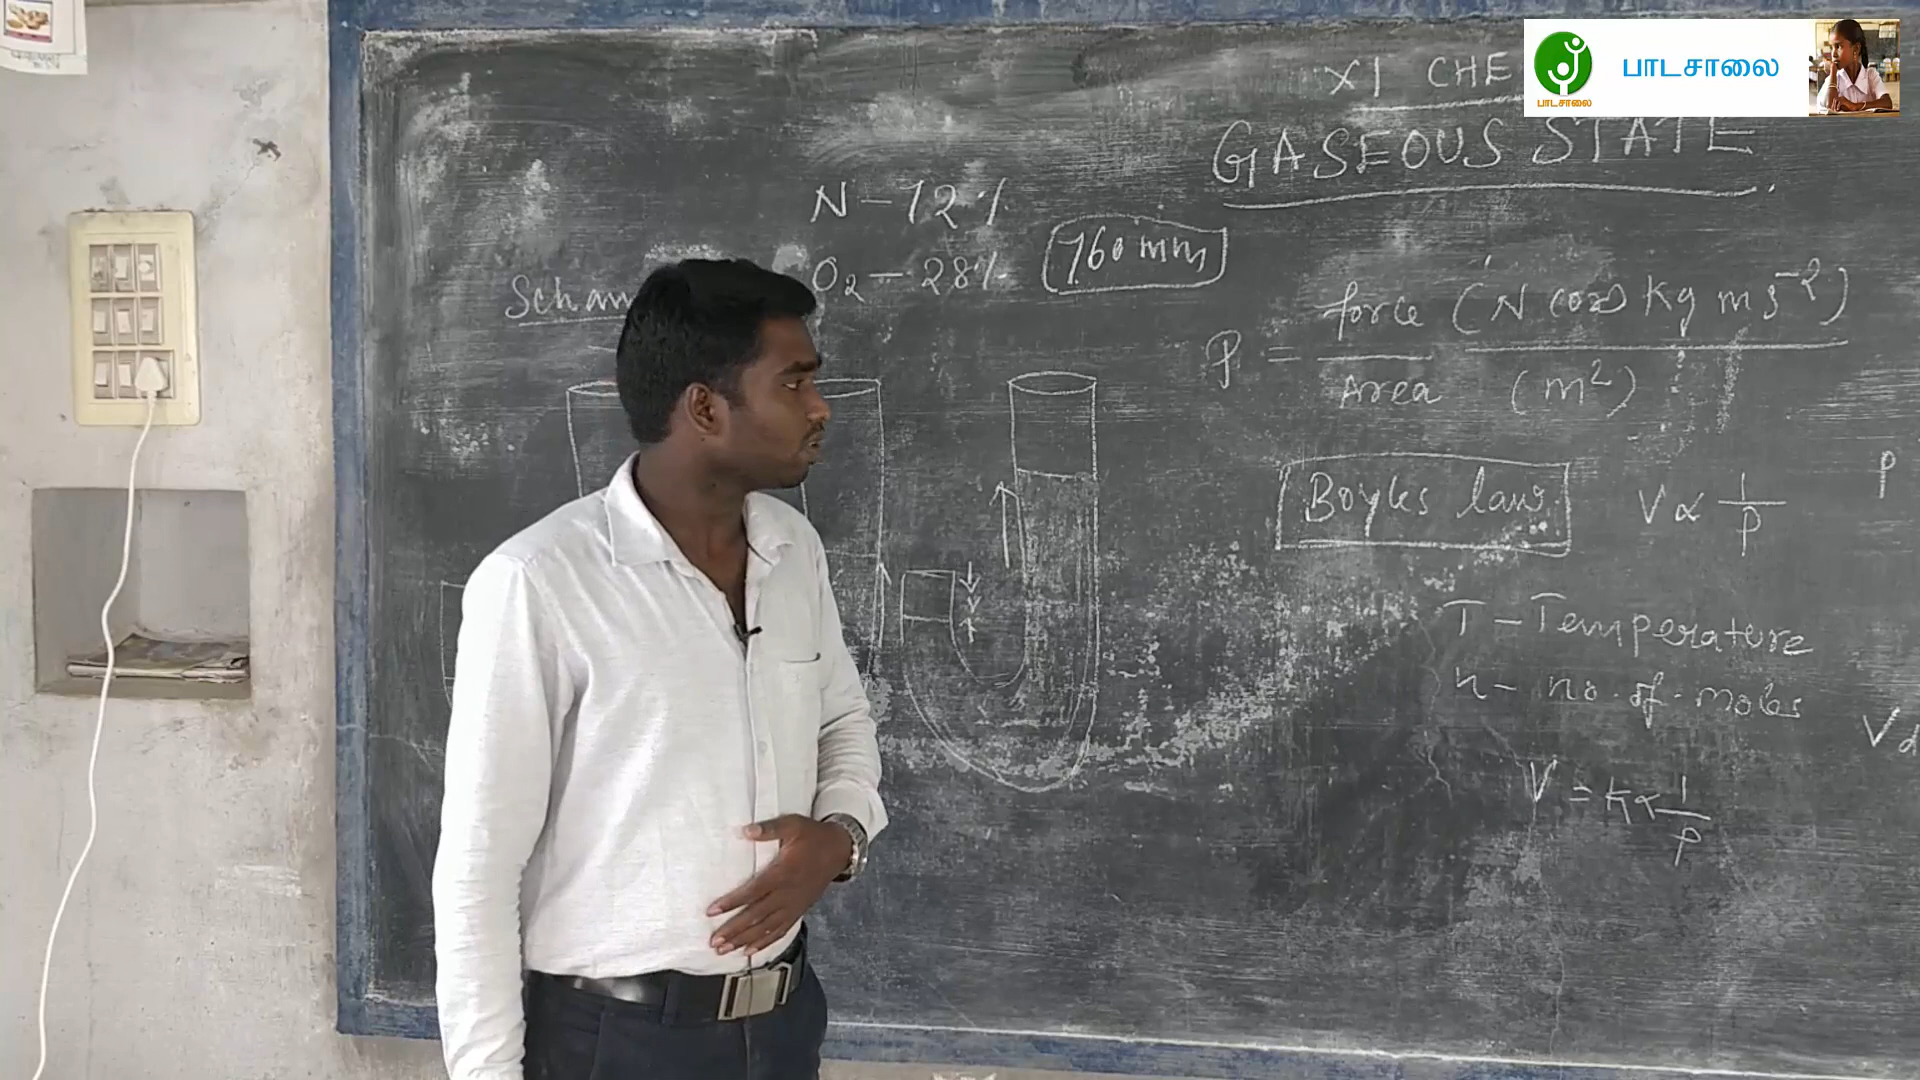 XI CHE
பாடசாலை
பாடசாலை
GASEOUS STATE
N - 72%
O₂ - 28%
760 mm
Scham
P = force (N (or) Kg m s⁻²)
Area (m²)
Boyles law
V ∝ 1/P
P
T - Temperature
n - no. of. moles
V ∝
V = K × 1/P